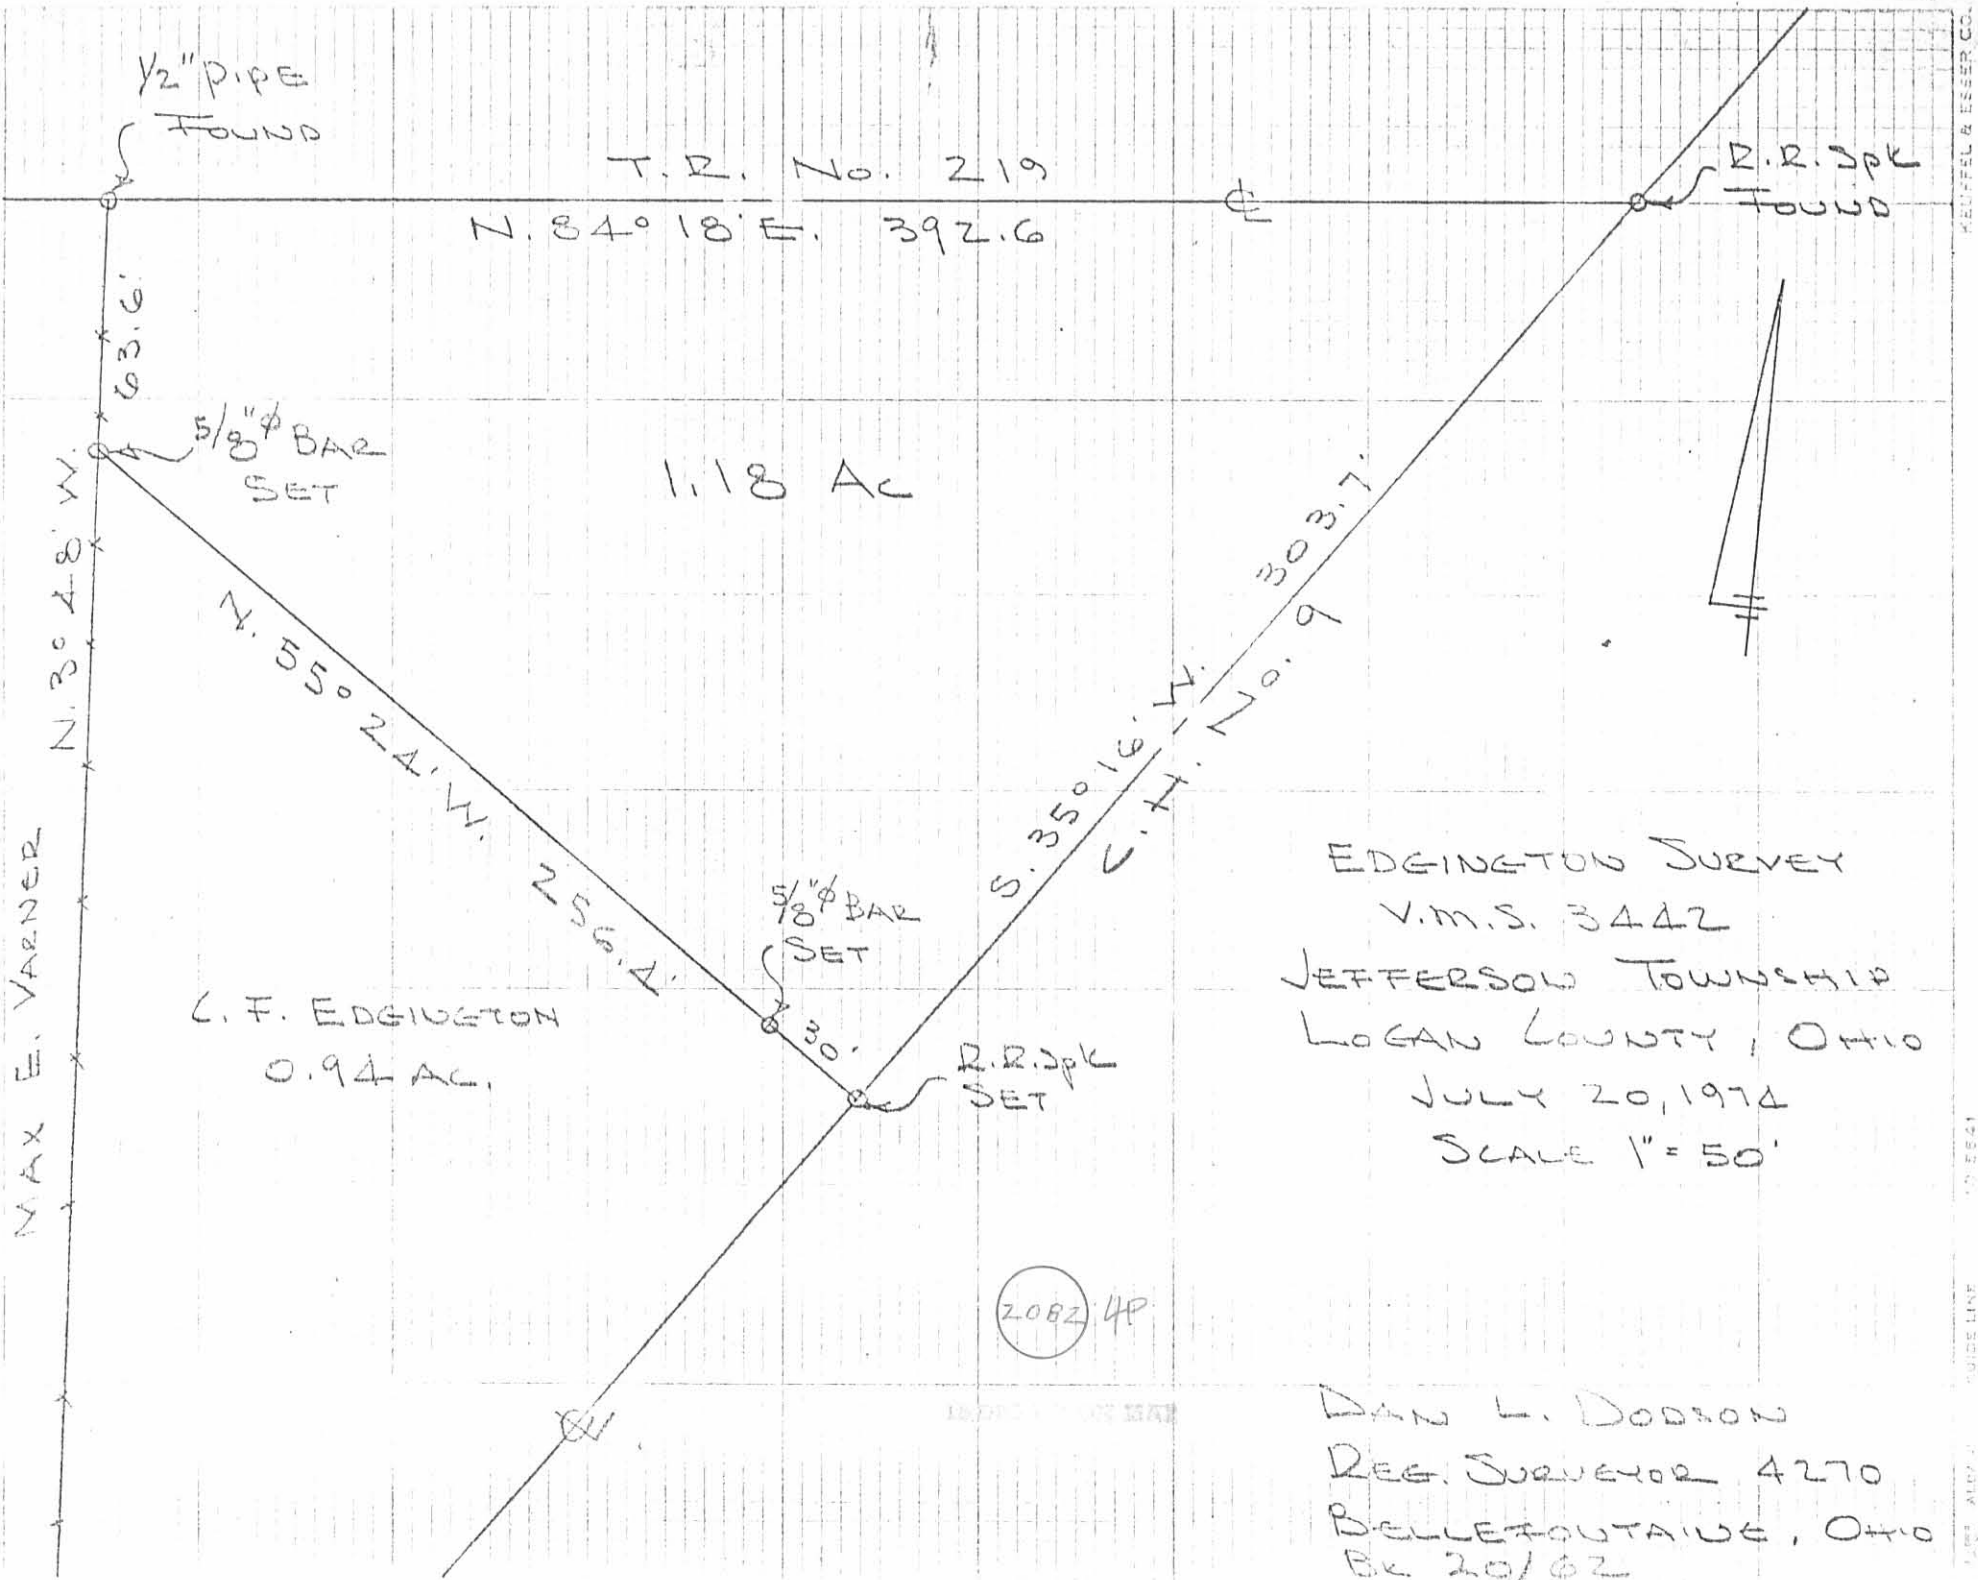 1/2" PIPE
FOUND
T.R. No. 219
N. 84° 18' E. 392.6
℄
R.R. Spk
FOUND
63.6'
5/8" ϕ BAR
SET
1.18 Ac
N. 3° 48' W.
MAX E. VARNER
N. 55° 24' W. 256.4'
S. 35° 16' W. 303.7'
C.H. No. 9
5/8" ϕ BAR
SET
30'
R.R. Spk
SET
C. F. EDGINGTON
0.94 AC.
EDGINGTON SURVEY
V.M.S. 3442
JEFFERSON TOWNSHIP
LOGAN COUNTY, OHIO
JULY 20, 1974
SCALE 1" = 50'
2082 4P
℄
DAN L. DODSON
REG. SURVEYOR 4270
BELLEFONTAINE, OHIO
BK 20/62
KEUFFEL & ESSER CO.